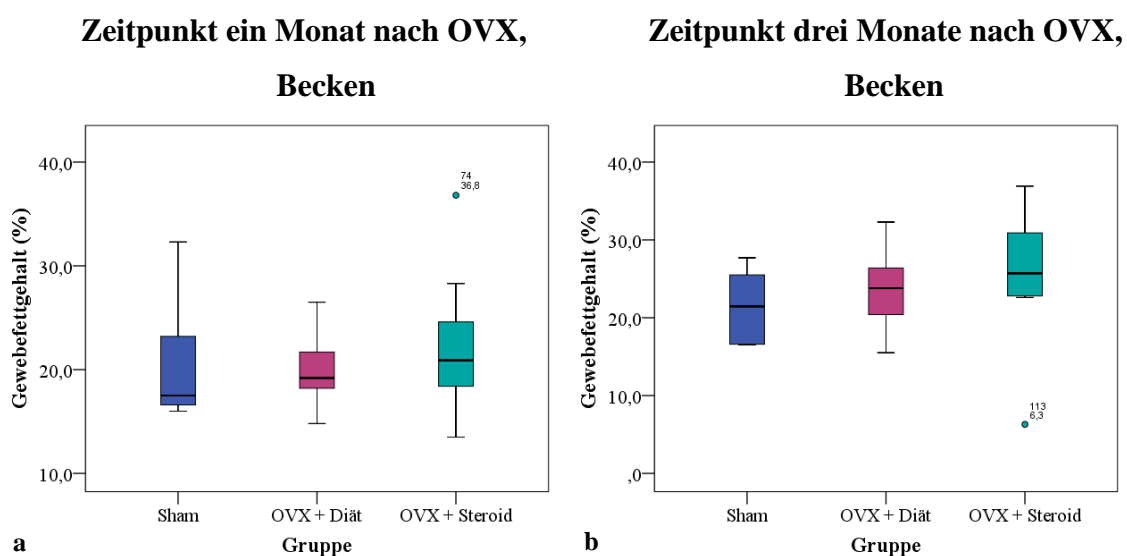 Zeitpunkt ein Monat nach OVX,
Becken
Gewebefettgehalt (%)
40,0
30,0
20,0
10,0
74
36,8
Sham
OVX + Diät
OVX + Steroid
Gruppe
a
Zeitpunkt drei Monate nach OVX,
Becken
Gewebefettgehalt (%)
40,0
30,0
20,0
10,0
,0
113
6,3
Sham
OVX + Diät
OVX + Steroid
Gruppe
b